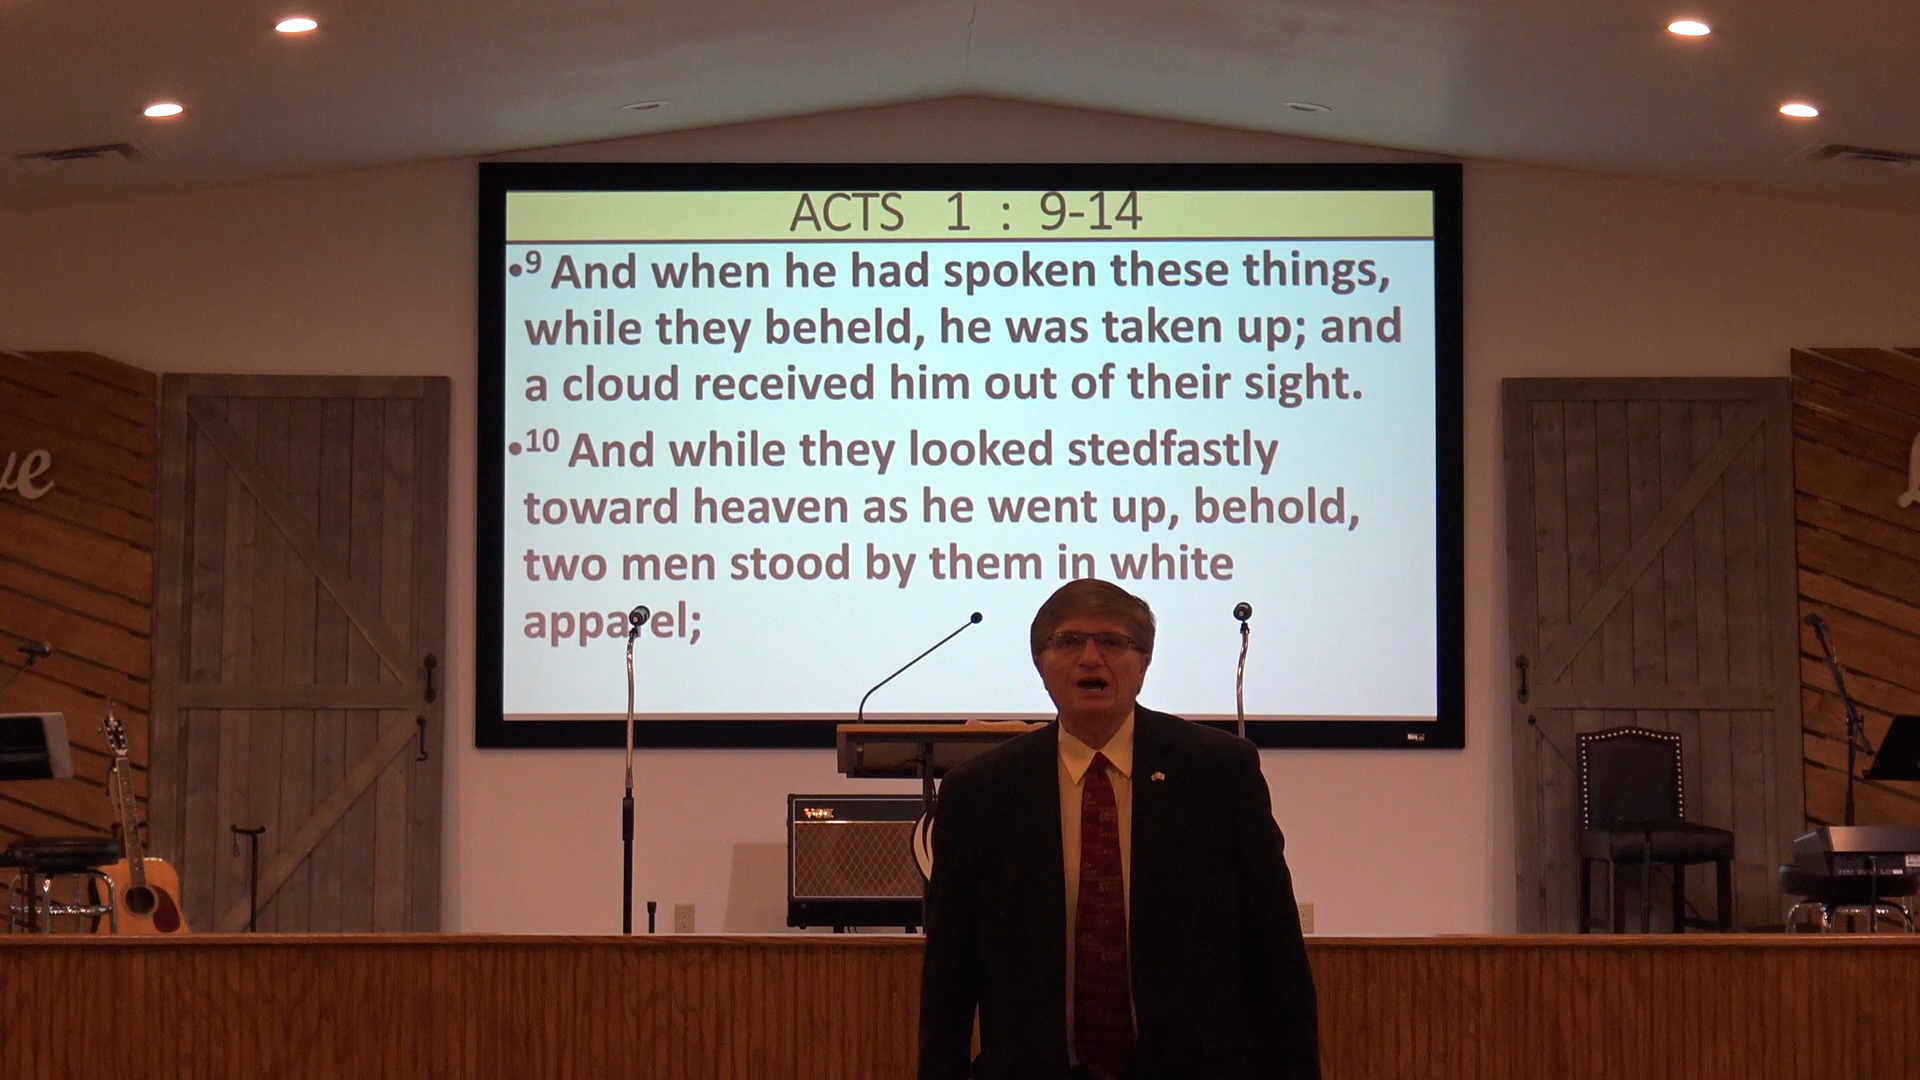 ACTS 1 : 9-14
•9 And when he had spoken these things,
while they beheld, he was taken up; and
a cloud received him out of their sight.
•10 And while they looked stedfastly
toward heaven as he went up, behold,
two men stood by them in white
apparel;
VOX